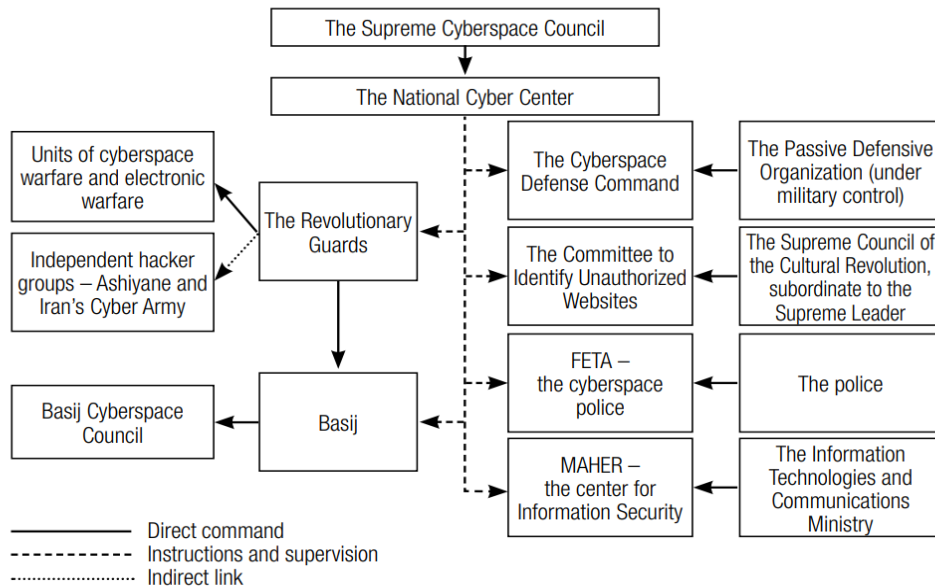 The Supreme Cyberspace Council
The National Cyber Center
Units of cyberspace
warfare and electronic
warfare
The Revolutionary
Guards
Independent hacker
groups – Ashiyane and
Iran's Cyber Army
Basij Cyberspace
Council
Basij
The Cyberspace
Defense Command
The Passive Defensive
Organization (under
military control)
The Committee to
Identify Unauthorized
Websites
The Supreme Council of
the Cultural Revolution,
subordinate to the
Supreme Leader
FETA –
the cyberspace
police
The police
MAHER –
the center for
Information Security
The Information
Technologies and
Communications
Ministry
Direct command
Instructions and supervision
Indirect link